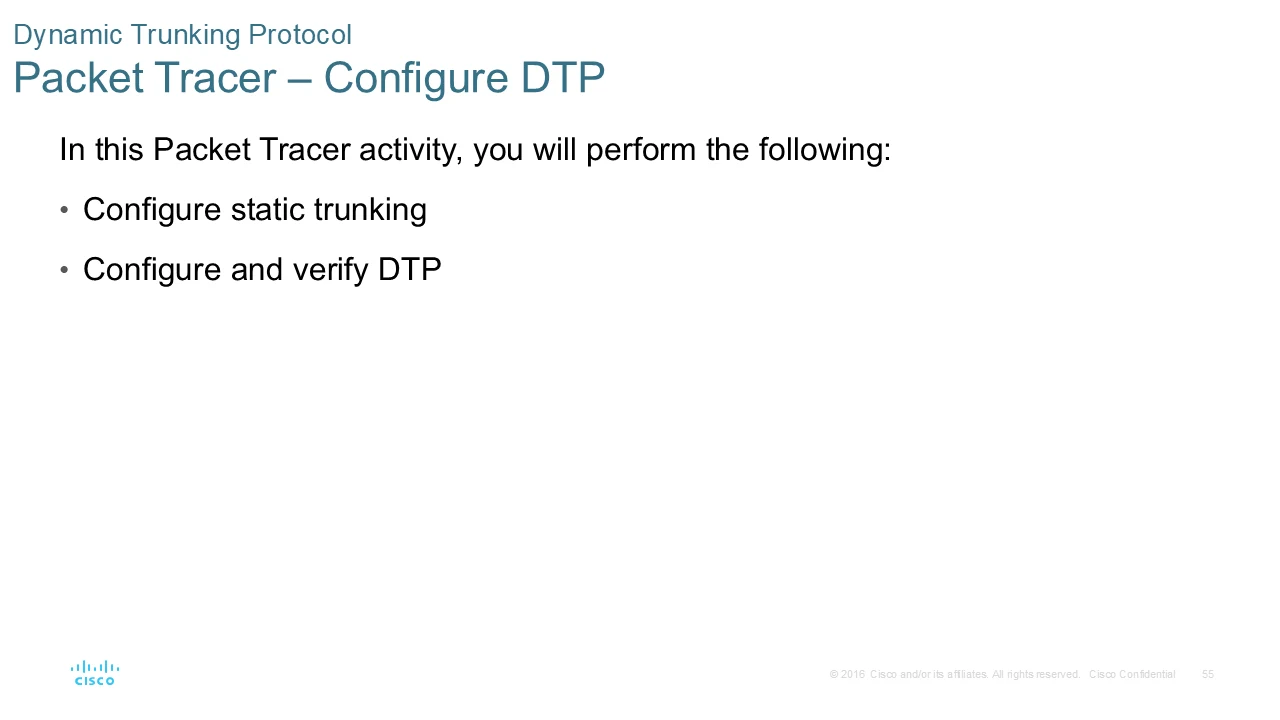 Dynamic Trunking Protocol
Packet Tracer – Configure DTP
In this Packet Tracer activity, you will perform the following:
• Configure static trunking
• Configure and verify DTP
CISCO
© 2016 Cisco and/or its affiliates. All rights reserved. Cisco Confidential 55